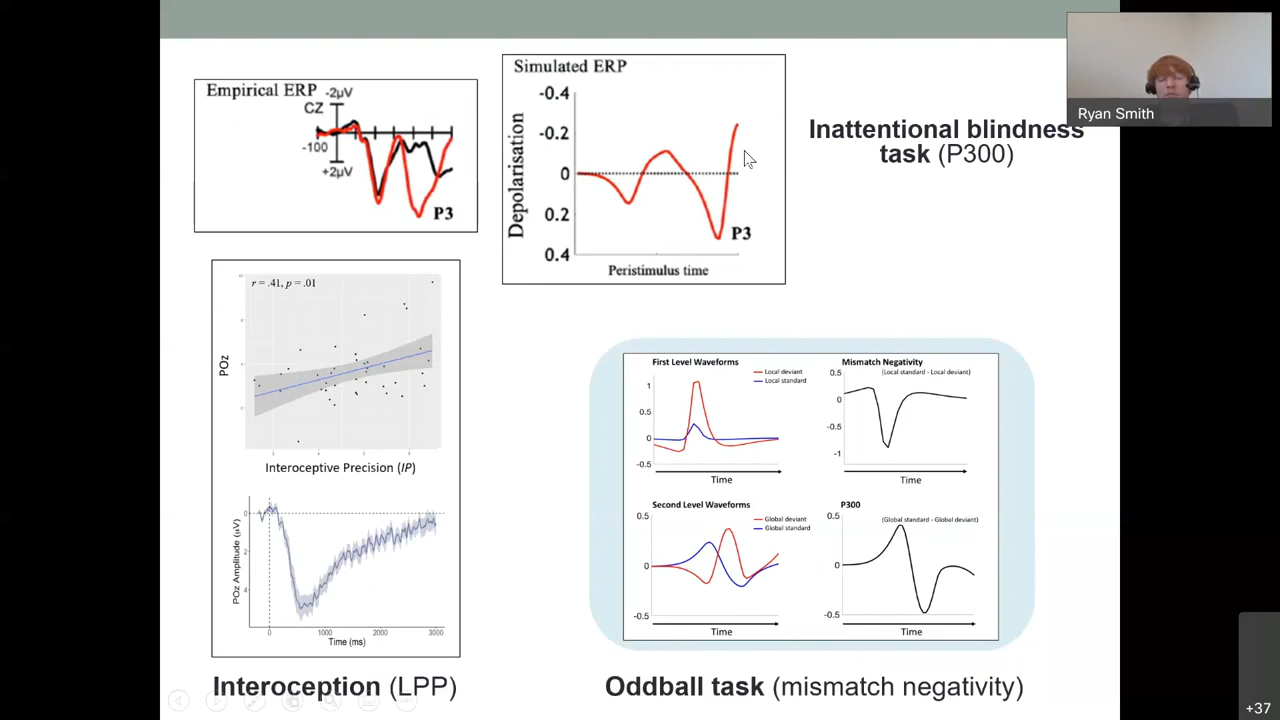 Empirical ERP
-2µV
CZ
-100
+2µV
P3
Simulated ERP
-0.4
-0.2
0
0.2
0.4
Depolarisation
P3
Peristimulus time
Inattentional blindness
task (P300)
Ryan Smith
r = .41, p = .01
POz
Interoceptive Precision (IP)
POz Amplitude (µV)
0
2
4
0
1000
2000
3000
Time (ms)
Interoception (LPP)
First Level Waveforms
Local deviant
Local standard
1
0.5
0
-0.5
Time
Mismatch Negativity
(Local standard - Local deviant)
0.5
0
-0.5
-1
Time
Second Level Waveforms
Global deviant
Global standard
0.5
0
-0.5
Time
P300
(Global standard - Global deviant)
0.5
0
-0.5
Time
Oddball task (mismatch negativity)
+37